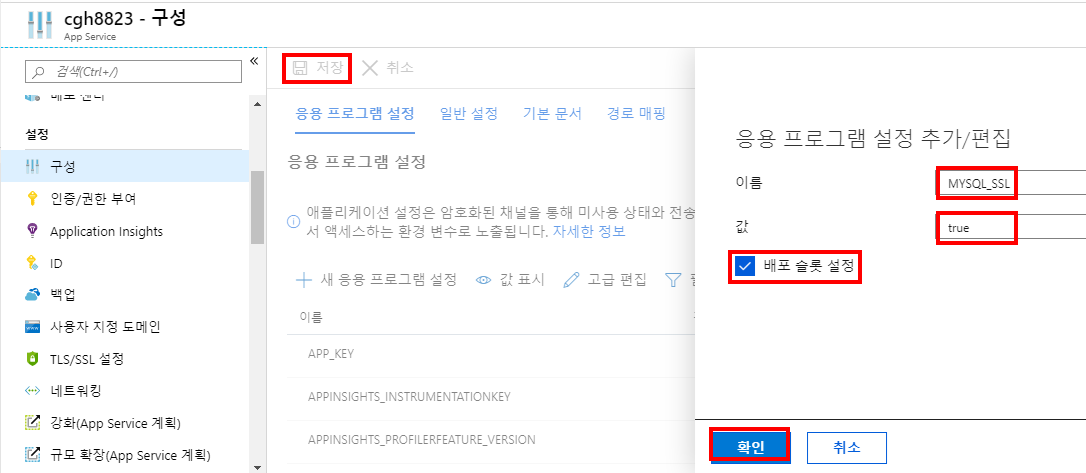 cgh8823 - 구성
App Service
검색(Ctrl+/)
«
배포 센터
설정
구성
인증/권한 부여
Application Insights
ID
백업
사용자 지정 도메인
TLS/SSL 설정
네트워킹
강화(App Service 계획)
규모 확장(App Service 계획)
저장
취소
응용 프로그램 설정 일반 설정 기본 문서 경로 매핑
응용 프로그램 설정
애플리케이션 설정은 암호화된 채널을 통해 미사용 상태와 전송
서 액세스하는 환경 변수로 노출됩니다. 자세한 정보
새 응용 프로그램 설정 값 표시 고급 편집
이름
APP_KEY
APPINSIGHTS_INSTRUMENTATIONKEY
APPINSIGHTS_PROFILERFEATURE_VERSION
응용 프로그램 설정 추가/편집
이름 MYSQL_SSL
값 true
배포 슬롯 설정
확인 취소